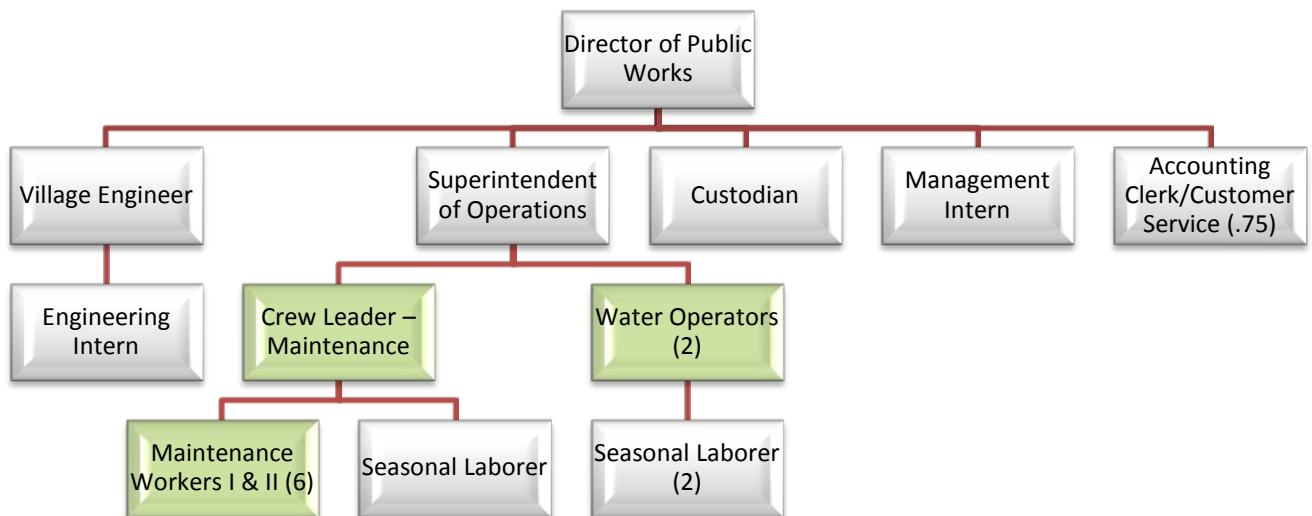 Director of Public
Works
Village Engineer
Superintendent
of Operations
Custodian
Management
Intern
Accounting
Clerk/Customer
Service (.75)
Engineering
Intern
Crew Leader –
Maintenance
Water Operators
(2)
Maintenance
Workers I & II (6)
Seasonal Laborer
Seasonal Laborer
(2)